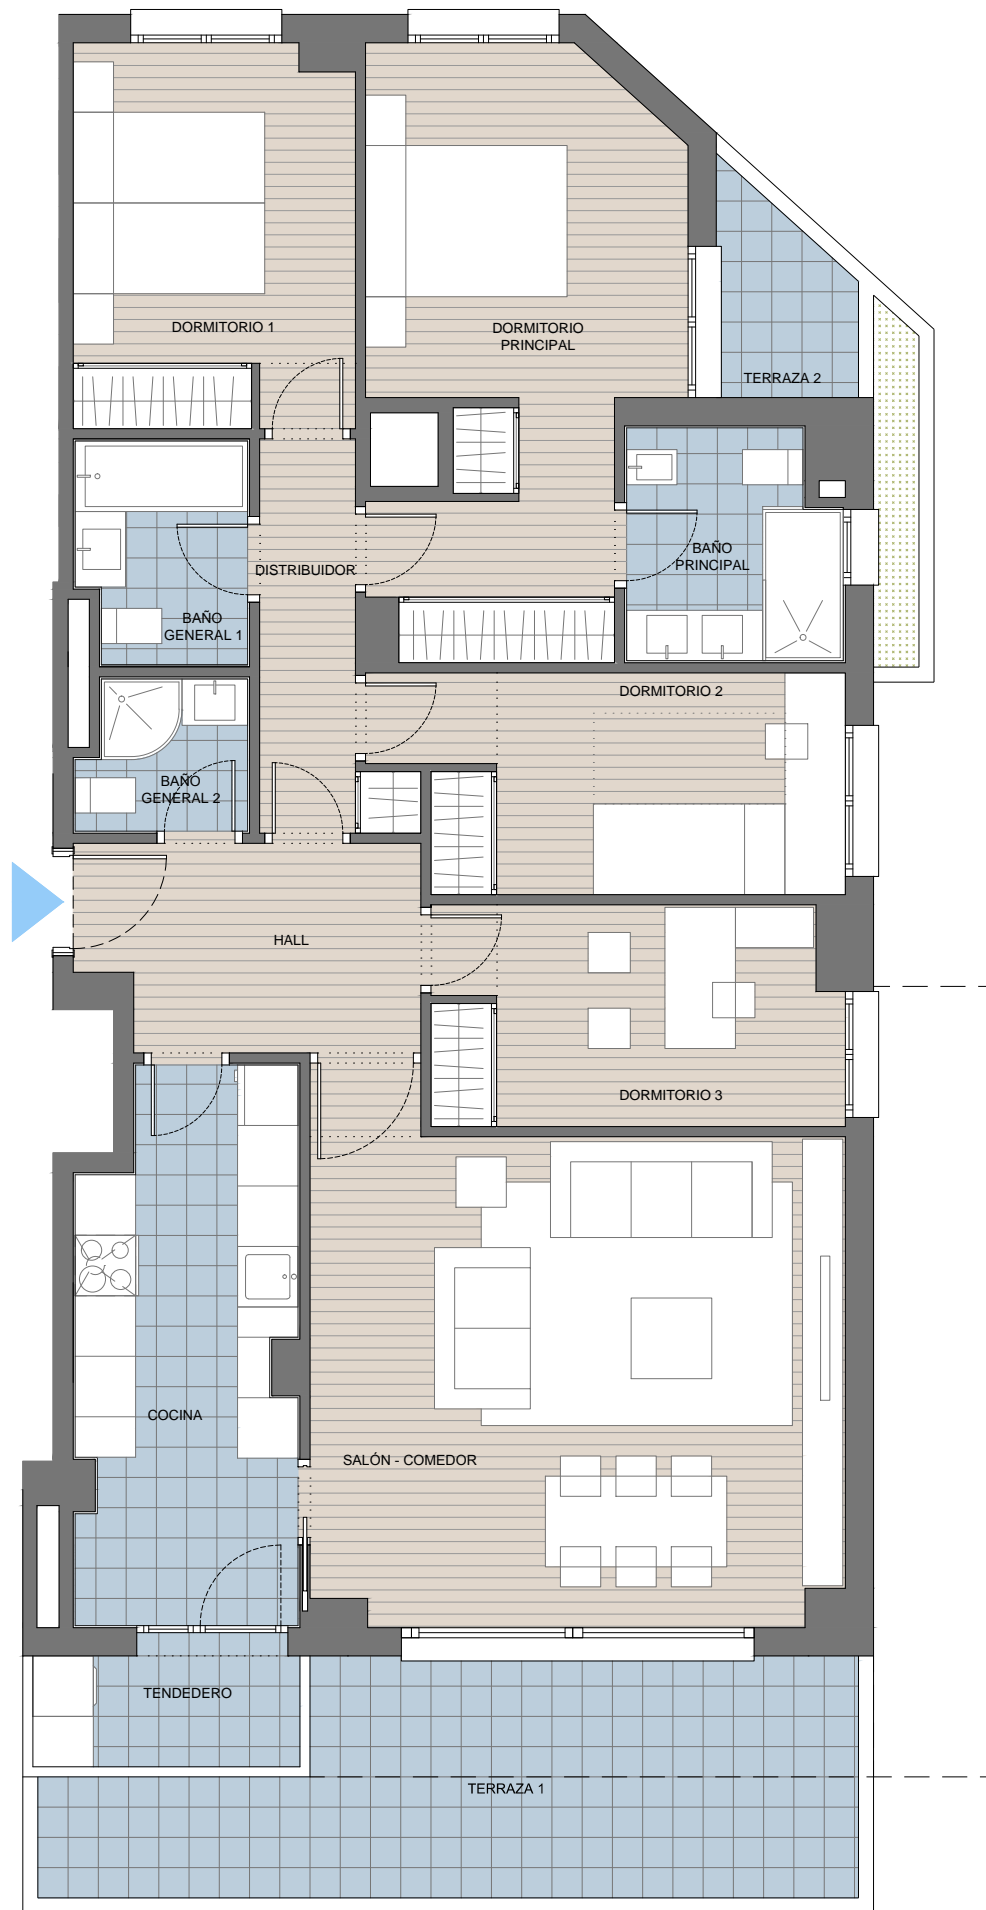 DORMITORIO 1
DORMITORIO
PRINCIPAL
TERRAZA 2
DISTRIBUIDOR
BAÑO
PRINCIPAL
BAÑO
GENERAL 1
DORMITORIO 2
BAÑO
GENERAL 2
HALL
DORMITORIO 3
COCINA
SALÓN - COMEDOR
TENDEDERO
TERRAZA 1